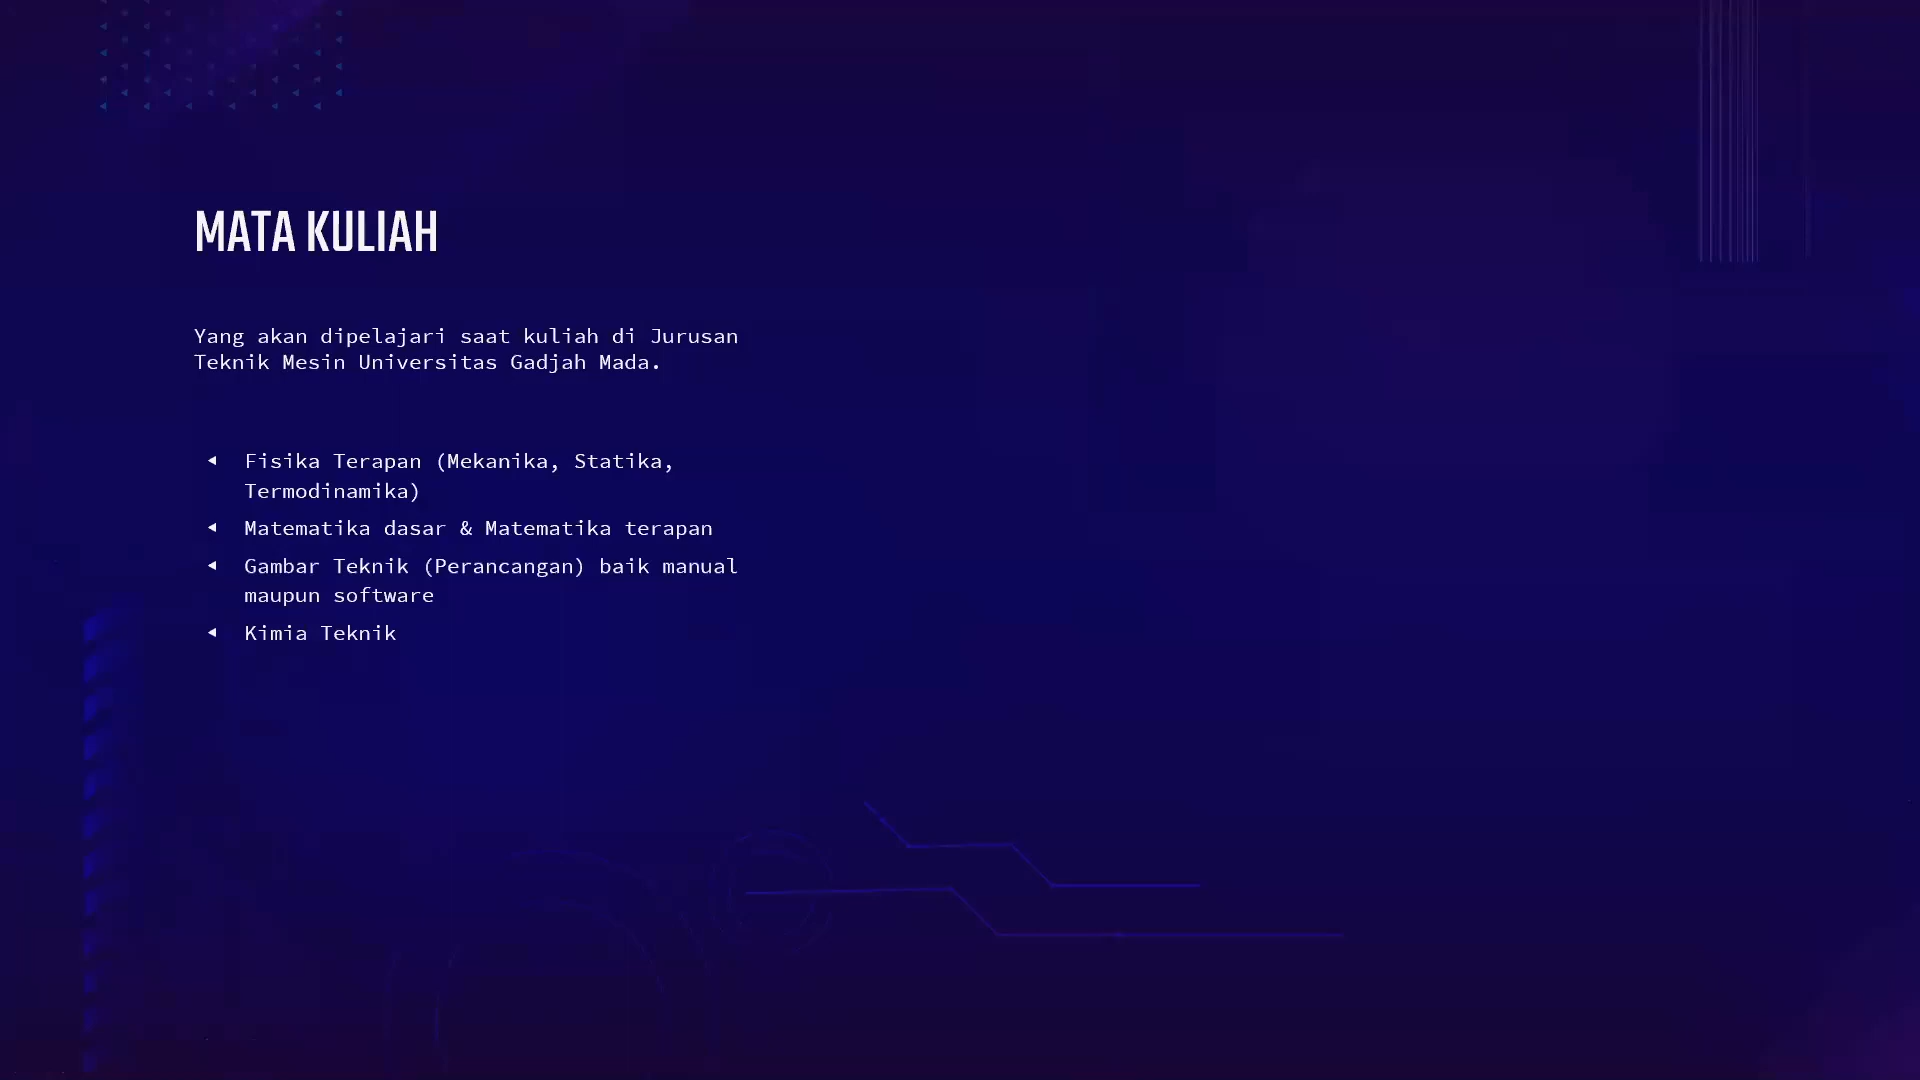 MATA KULIAH
Yang akan dipelajari saat kuliah di Jurusan
Teknik Mesin Universitas Gadjah Mada.
Fisika Terapan (Mekanika, Statika,
Termodinamika)
Matematika dasar & Matematika terapan
Gambar Teknik (Perancangan) baik manual
maupun software
Kimia Teknik